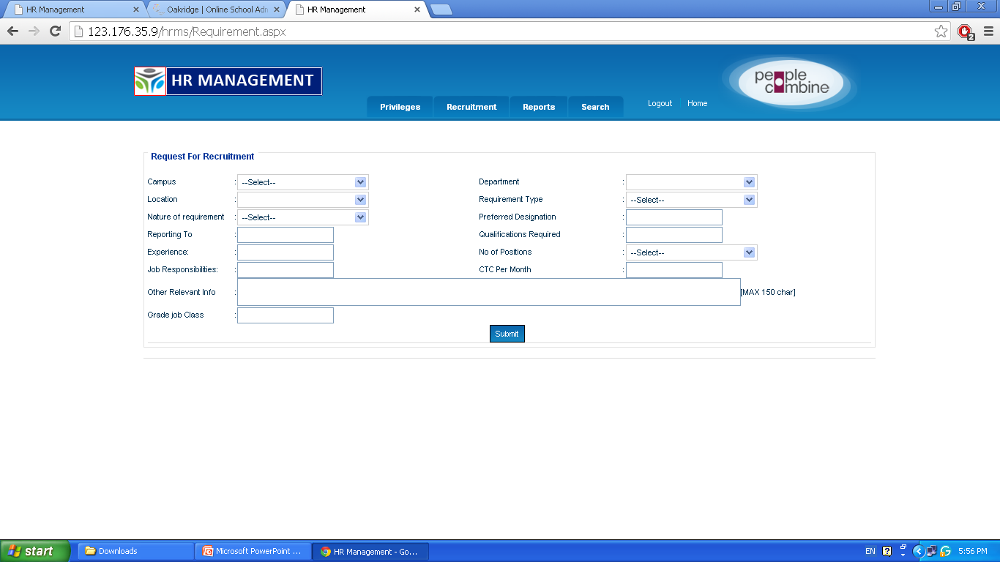 HR Management
Oakridge | Online School Adm
HR Management
123.176.35.9/hrms/Requirement.aspx
2
HR MANAGEMENT
people combine
Privileges Recruitment Reports Search Logout Home
Request For Recruitment
Campus : --Select-- Department :
Location : Requirement Type : --Select--
Nature of requirement : --Select-- Preferred Designation :
Reporting To : Qualifications Required :
Experience: : No of Positions : --Select--
Job Responsibilities: : CTC Per Month :
Other Relevant Info : [MAX 150 char]
Grade job Class :
Submit
start Downloads Microsoft PowerPoint ... HR Management - Go... EN 5:56 PM